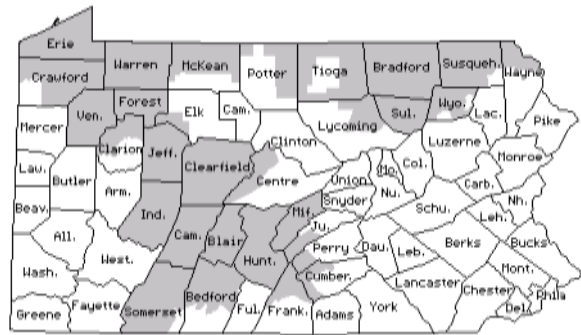 Erie
Warren
McKean
Potter
Tioga
Bradford
Susqueh.
Wayne
Crawford
Forest
Elk
Cam.
Sul.
Wyo.
Lac.
Ven.
Mercer
Clarion
Jeff.
Clearfield
Clinton
Lycoming
Luzerne
Pike
Monroe
Law.
Butler
Arm.
Centre
Union
Mo.
Col.
Carb.
Snyder
Nu.
Nh.
Leh.
Beav.
All.
Ind.
Cam.
Blair
Hunt.
Mif.
Ju.
Schu.
Wash.
West.
Perry
Dau.
Leb.
Berks
Bucks
Mont.
Cumber.
Lancaster
Chester
Phila
Del.
Greene
Fayette
Somerset
Bedford
Ful.
Frank.
Adams
York